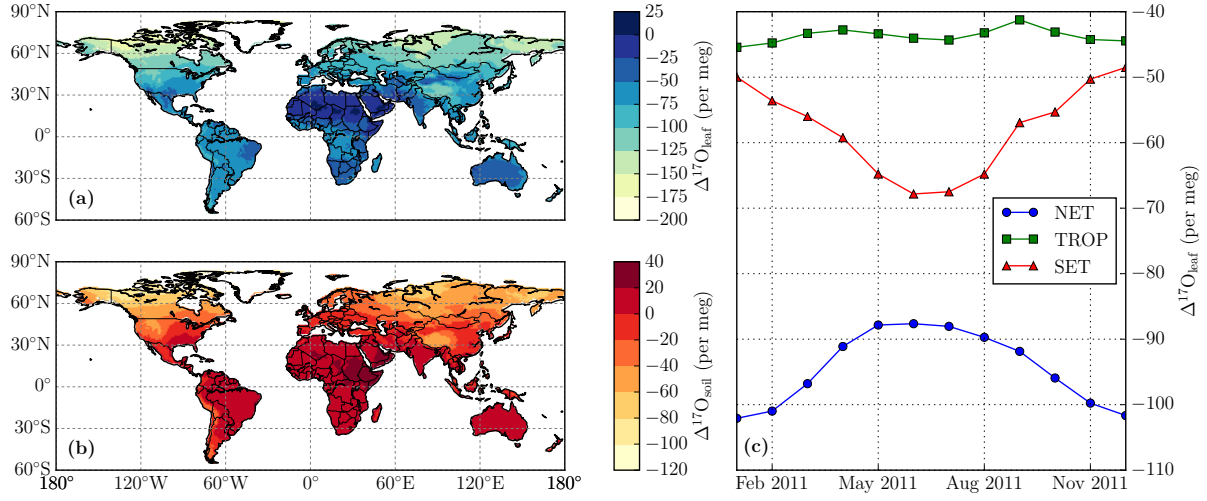 90°N
60°N
30°N
0°
30°S
60°S
(a)
25
0
−25
−50
−75
−100
−125
−150
−175
−200
Δ¹⁷O_leaf (per meg)
90°N
60°N
30°N
0°
30°S
60°S
(b)
180°
120°W
60°W
0°
60°E
120°E
180°
40
20
0
−20
−40
−60
−80
−100
−120
Δ¹⁷O_soil (per meg)
−40
−50
−60
−70
−80
−90
−100
−110
Δ¹⁷O_leaf (per meg)
NET
TROP
SET
(c)
Feb 2011
May 2011
Aug 2011
Nov 2011